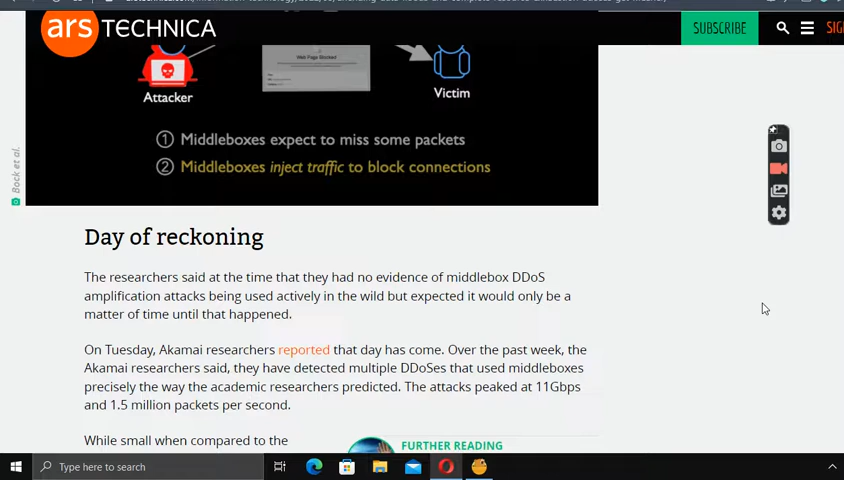 ars TECHNICA
SUBSCRIBE
Web Page Blocked
Attacker
Victim
1 Middleboxes expect to miss some packets
2 Middleboxes inject traffic to block connections
Bock et al.
Day of reckoning
The researchers said at the time that they had no evidence of middlebox DDoS
amplification attacks being used actively in the wild but expected it would only be a
matter of time until that happened.
On Tuesday, Akamai researchers reported that day has come. Over the past week, the
Akamai researchers said, they have detected multiple DDoSes that used middleboxes
precisely the way the academic researchers predicted. The attacks peaked at 11Gbps
and 1.5 million packets per second.
While small when compared to the
FURTHER READING
Type here to search